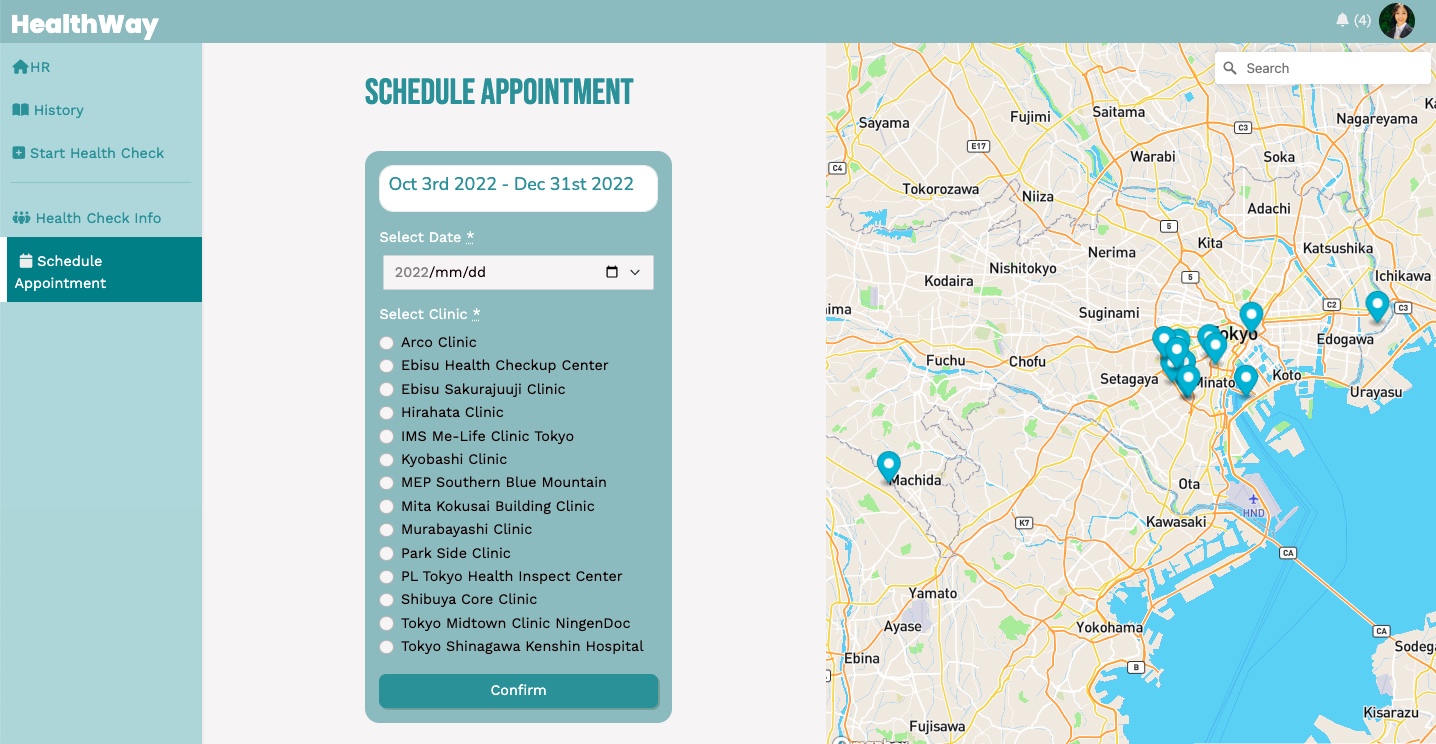 HealthWay
(4)
HR
History
Start Health Check
Health Check Info
Schedule
Appointment
SCHEDULE APPOINTMENT
Oct 3rd 2022 - Dec 31st 2022
Select Date *
2022/mm/dd
Select Clinic *
Arco Clinic
Ebisu Health Checkup Center
Ebisu Sakurajuuji Clinic
Hirahata Clinic
IMS Me-Life Clinic Tokyo
Kyobashi Clinic
MEP Southern Blue Mountain
Mita Kokusai Building Clinic
Murabayashi Clinic
Park Side Clinic
PL Tokyo Health Inspect Center
Shibuya Core Clinic
Tokyo Midtown Clinic NingenDoc
Tokyo Shinagawa Kenshin Hospital
Confirm
Search
Sayama
Fujimi
Saitama
Nagareyama
Ka
C3
E17
Warabi
Soka
C4
Tokorozawa
Niiza
Adachi
5
Kita
Nerima
Katsushika
Nishitokyo
Kodaira
5
Ichikawa
ima
Suginami
C2
C3
Tokyo
Edogawa
Fuchu
Chofu
Setagaya
Minato
Koto
Urayasu
Machida
Ota
HND
K7
Kawasaki
CA
Yamato
Ayase
Yokohama
CA
Ebina
B
Sodeg
Kisarazu
Fujisawa